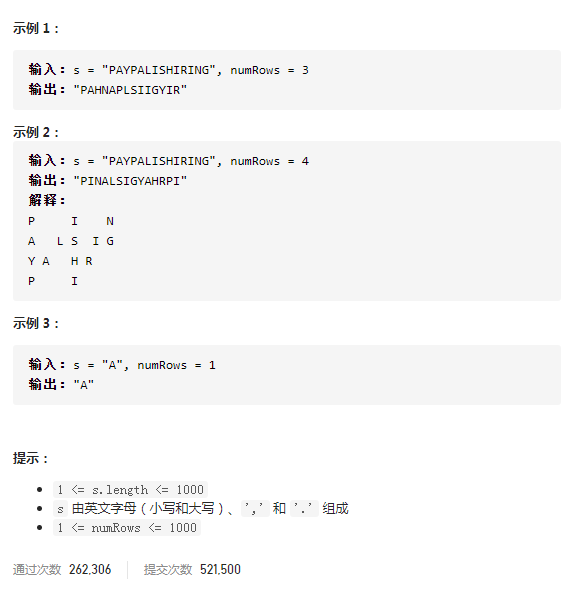 示例 1：
输入：s = "PAYPALISHIRING", numRows = 3
输出："PAHNAPLSIIGYIR"
示例 2：
输入：s = "PAYPALISHIRING", numRows = 4
输出："PINALSIGYAHRPI"
解释：
P     I    N
A   L S  I G
Y A   H R
P     I
示例 3：
输入：s = "A", numRows = 1
输出："A"
提示：
1 <= s.length <= 1000
s 由英文字母（小写和大写）、',' 和 '.' 组成
1 <= numRows <= 1000
通过次数 262,306 提交次数 521,500